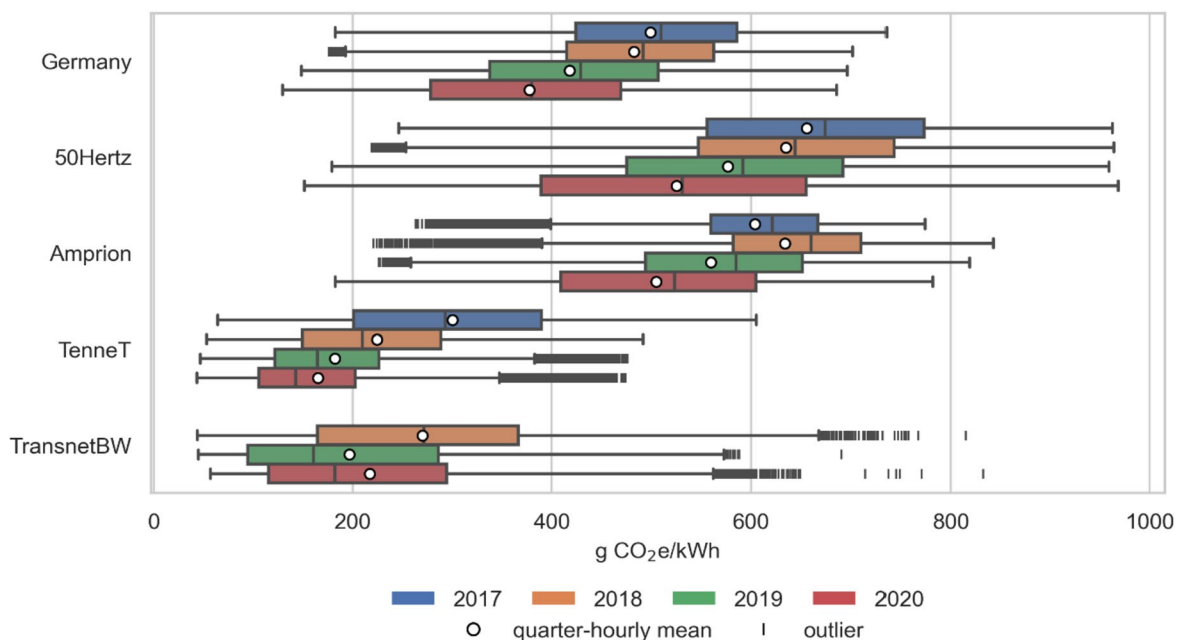 Germany
50Hertz
Amprion
TenneT
TransnetBW
0 200 400 600 800 1000
g CO₂e/kWh
2017 2018 2019 2020
quarter-hourly mean outlier